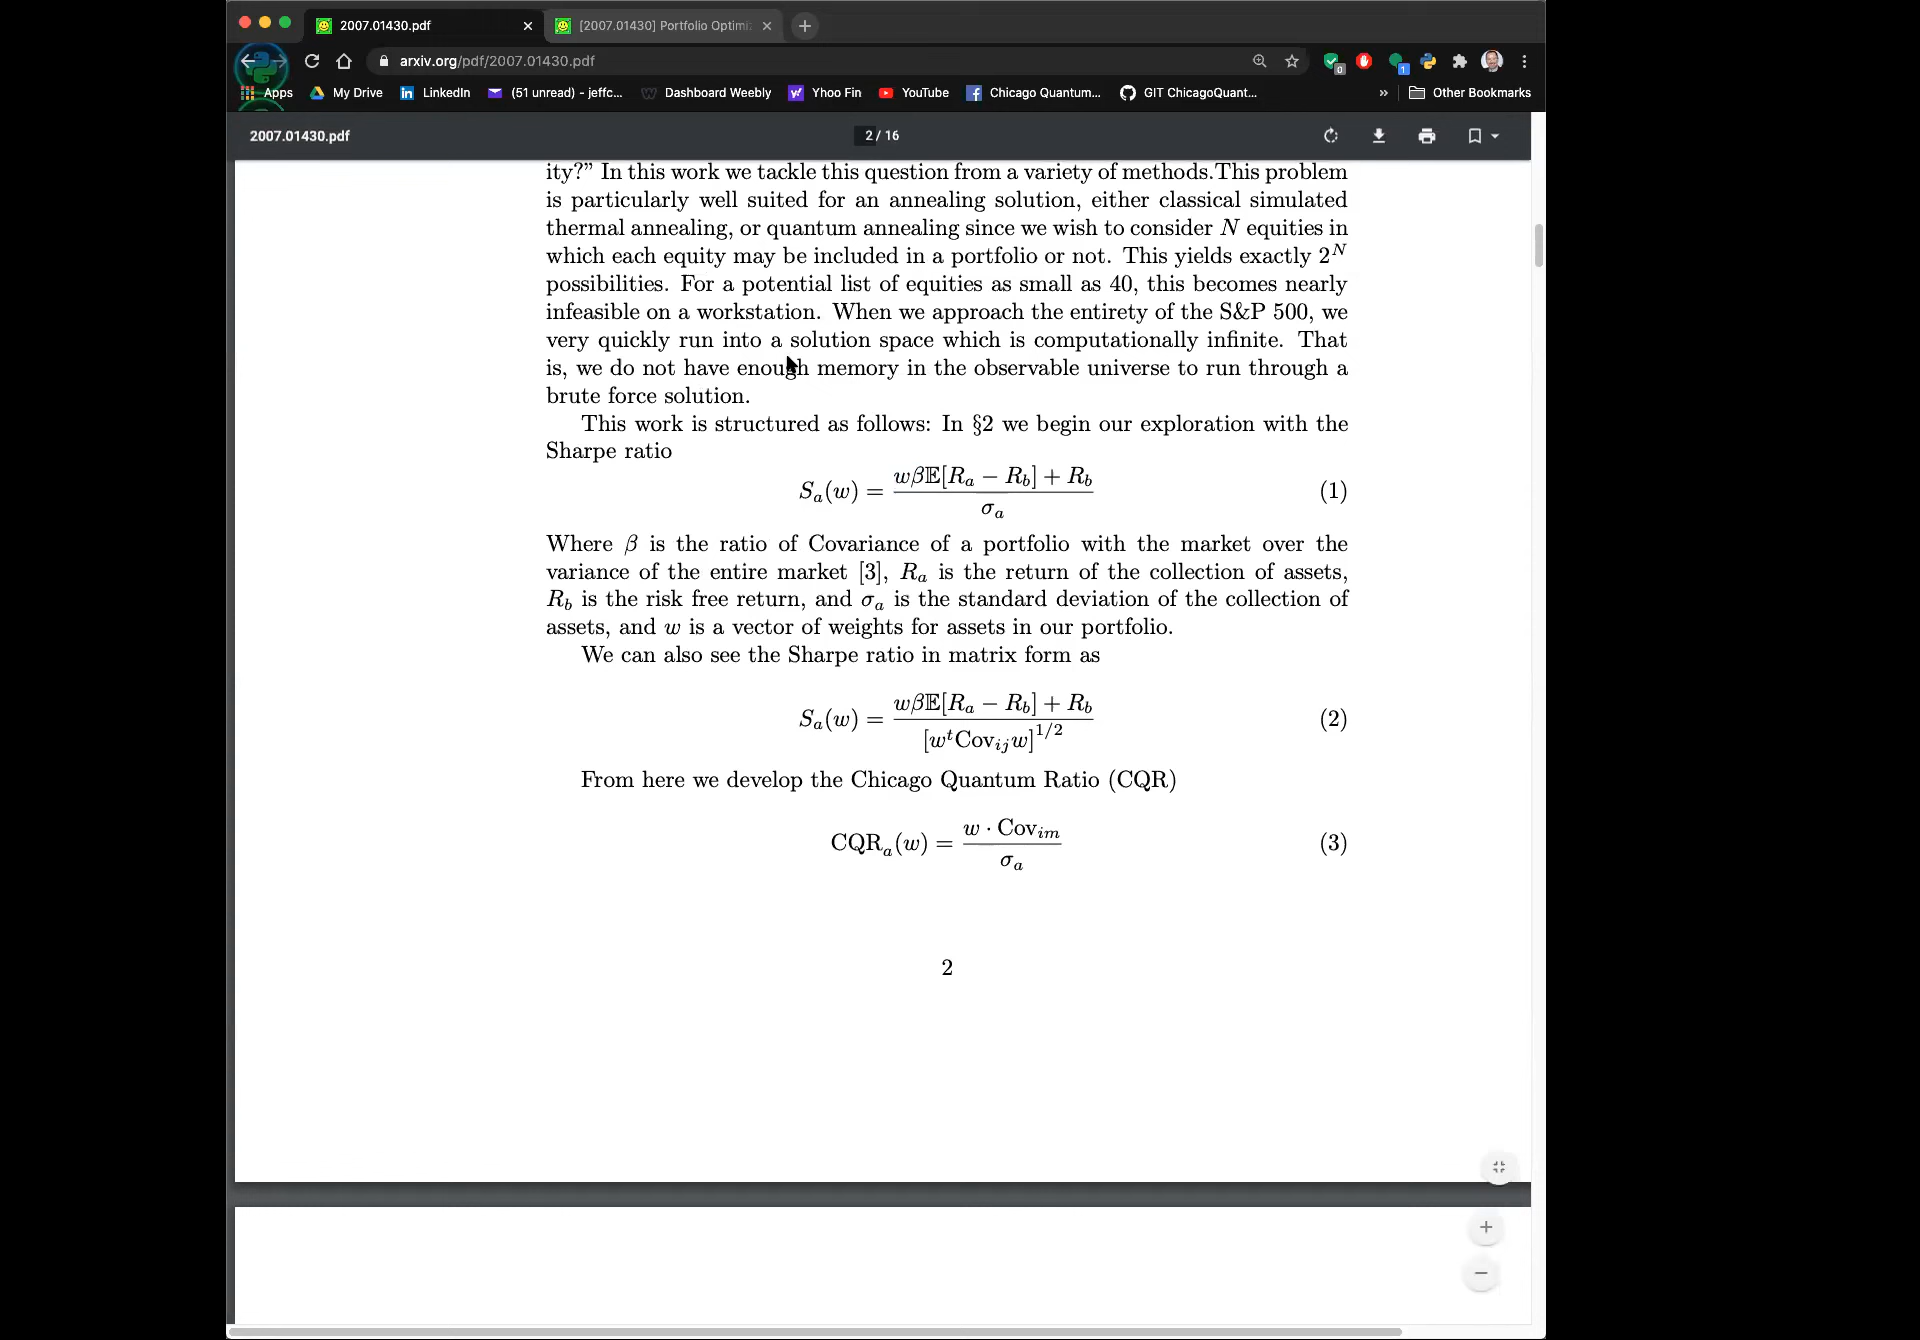 2007.01430.pdf
[2007.01430] Portfolio Optimi
arxiv.org/pdf/2007.01430.pdf
0
1
Apps
My Drive
LinkedIn
(51 unread) - jeffc...
Dashboard Weebly
Yhoo Fin
YouTube
Chicago Quantum...
GIT ChicagoQuant...
»
Other Bookmarks
2007.01430.pdf
2 / 16
ity?” In this work we tackle this question from a variety of methods.This problem
is particularly well suited for an annealing solution, either classical simulated
thermal annealing, or quantum annealing since we wish to consider N equities in
which each equity may be included in a portfolio or not. This yields exactly 2^N
possibilities. For a potential list of equities as small as 40, this becomes nearly
infeasible on a workstation. When we approach the entirety of the S&P 500, we
very quickly run into a solution space which is computationally infinite. That
is, we do not have enough memory in the observable universe to run through a
brute force solution.
This work is structured as follows: In §2 we begin our exploration with the
Sharpe ratio
S_a(w) = (wβ𝔼[R_a − R_b] + R_b) / σ_a (1)
Where β is the ratio of Covariance of a portfolio with the market over the
variance of the entire market [3], R_a is the return of the collection of assets,
R_b is the risk free return, and σ_a is the standard deviation of the collection of
assets, and w is a vector of weights for assets in our portfolio.
We can also see the Sharpe ratio in matrix form as
S_a(w) = (wβ𝔼[R_a − R_b] + R_b) / [w^t Cov_ij w]^1/2 (2)
From here we develop the Chicago Quantum Ratio (CQR)
CQR_a(w) = (w · Cov_im) / σ_a (3)
2